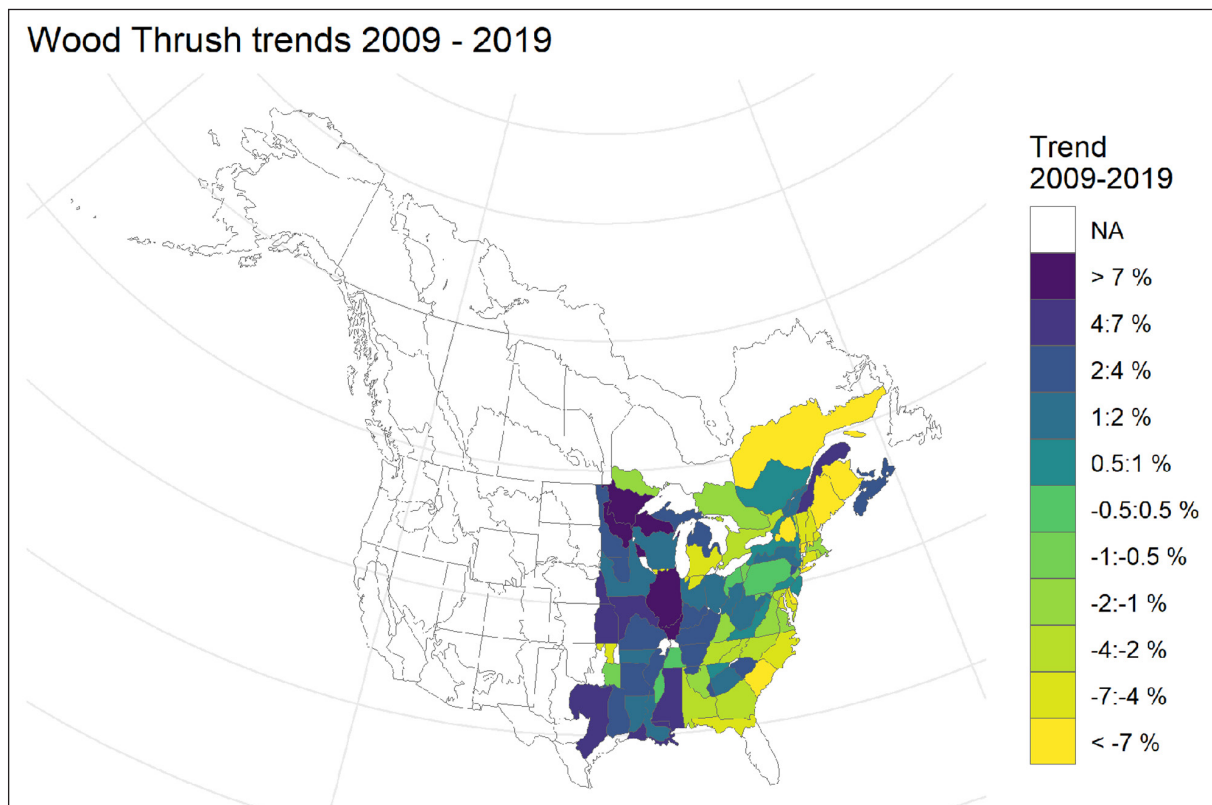 Wood Thrush trends 2009 - 2019
Trend
2009-2019
NA
> 7 %
4:7 %
2:4 %
1:2 %
0.5:1 %
-0.5:0.5 %
-1:-0.5 %
-2:-1 %
-4:-2 %
-7:-4 %
< -7 %